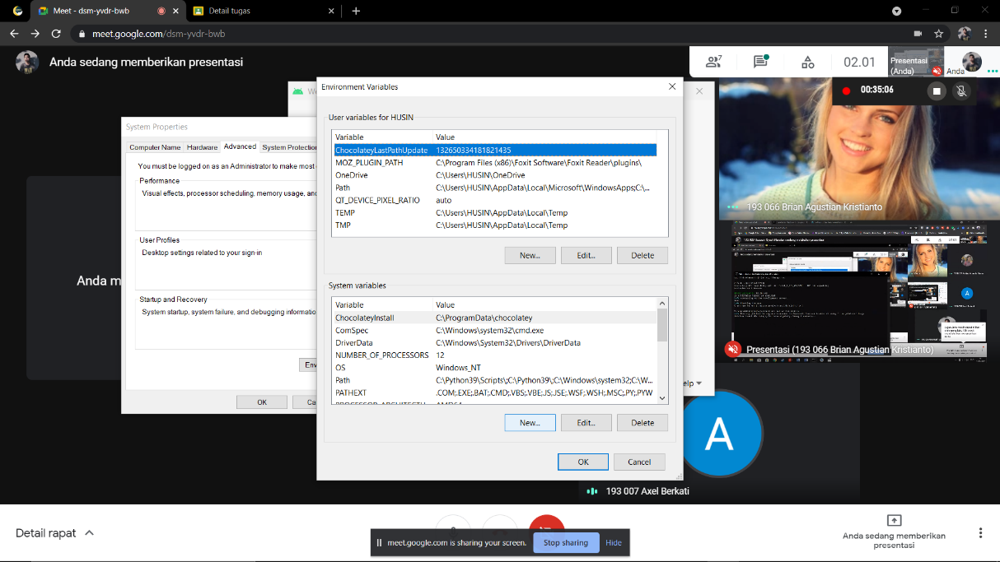 Meet - dsm-yvdr-bwb
Detail tugas
meet.google.com/dsm-yvdr-bwb
Anda sedang memberikan presentasi
7
02.01
Presentasi
(Anda)
Anda
00:35:06
We
Environment Variables
User variables for HUSIN
Variable Value
ChocolateyLastPathUpdate 132650334181821435
MOZ_PLUGIN_PATH C:\Program Files (x86)\Foxit Software\Foxit Reader\plugins\
OneDrive C:\Users\HUSIN\OneDrive
Path C:\Users\HUSIN\AppData\Local\Microsoft\WindowsApps;C:\...
QT_DEVICE_PIXEL_RATIO auto
TEMP C:\Users\HUSIN\AppData\Local\Temp
TMP C:\Users\HUSIN\AppData\Local\Temp
New... Edit... Delete
System variables
Variable Value
ChocolateyInstall C:\ProgramData\chocolatey
ComSpec C:\Windows\system32\cmd.exe
DriverData C:\Windows\System32\Drivers\DriverData
NUMBER_OF_PROCESSORS 12
OS Windows_NT
Path C:\Python39\Scripts\;C:\Python39\;C:\Windows\system32;C:\W...
PATHEXT .COM;.EXE;.BAT;.CMD;.VBS;.VBE;.JS;.JSE;.WSF;.WSH;.MSC;.PY;.PYW
New... Edit... Delete
OK Cancel
System Properties
Computer Name Hardware Advanced System Protection
You must be logged on as an Administrator to make most
Performance
Visual effects, processor scheduling, memory usage, and
User Profiles
Desktop settings related to your sign-in
Startup and Recovery
System startup, system failure, and debugging informatio
Env
OK Ca
Anda m
elp
193 066 Brian Agustian Kristianto
Presentasi (193 066 Brian Agustian Kristianto)
A
193 007 Axel Berkati
Detail rapat
meet.google.com is sharing your screen.
Stop sharing
Hide
Anda sedang memberikan
presentasi